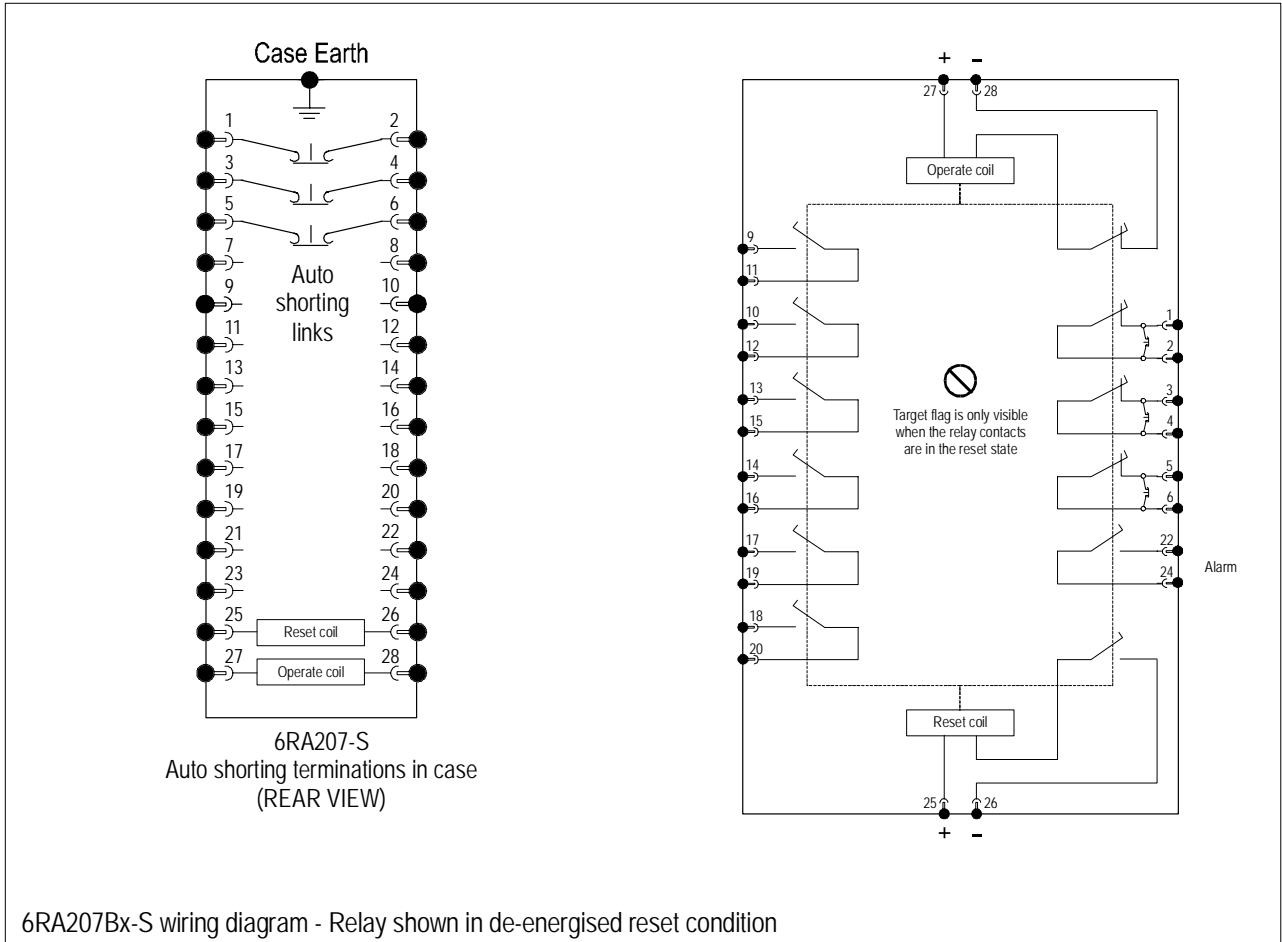 Case Earth
1 2
3 4
5 6
7 8
9 10
11 12
13 14
15 16
17 18
19 20
21 22
23 24
25 26
27 28
Auto
shorting
links
Reset coil
Operate coil
6RA207-S
Auto shorting terminations in case
(REAR VIEW)
+ –
27 28
Operate coil
9
11
10
12
13
15
14
16
17
19
18
20
1
2
3
4
5
6
22
24
Alarm
Target flag is only visible
when the relay contacts
are in the reset state
Reset coil
25 26
+ –
6RA207Bx-S wiring diagram - Relay shown in de-energised reset condition